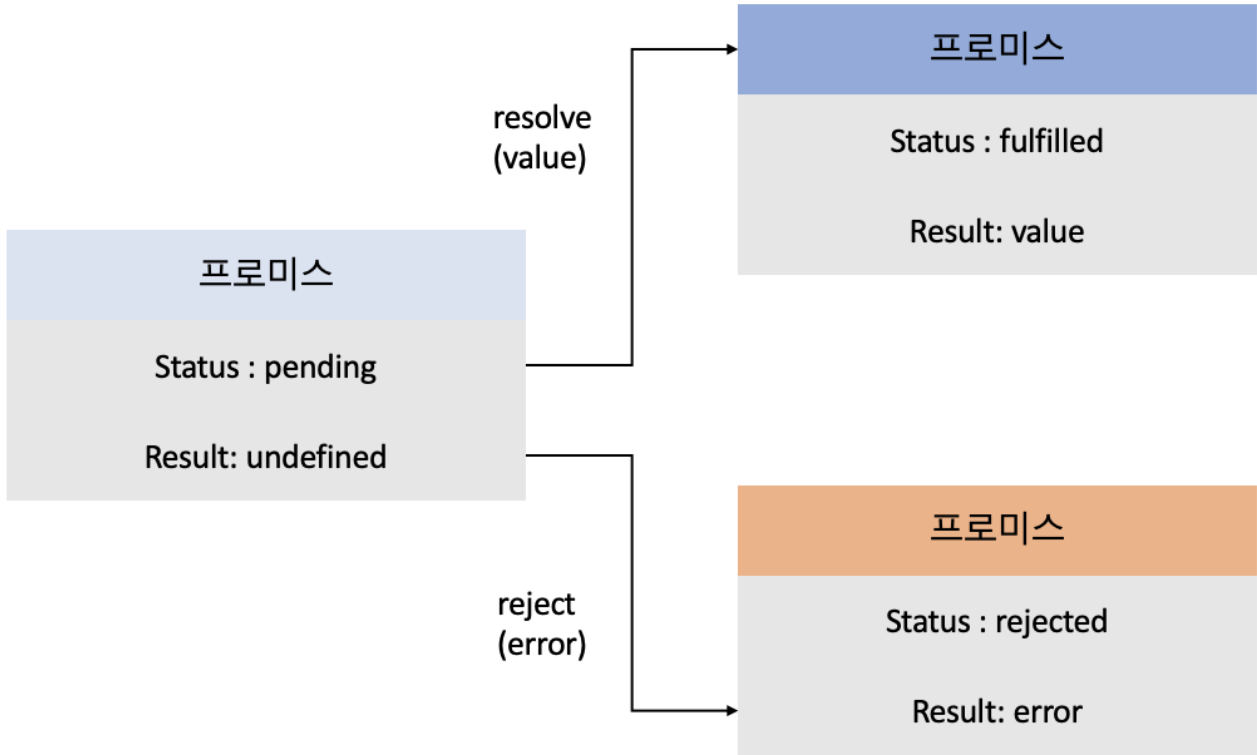 프로미스
Status : pending
Result: undefined
resolve
(value)
프로미스
Status : fulfilled
Result: value
reject
(error)
프로미스
Status : rejected
Result: error